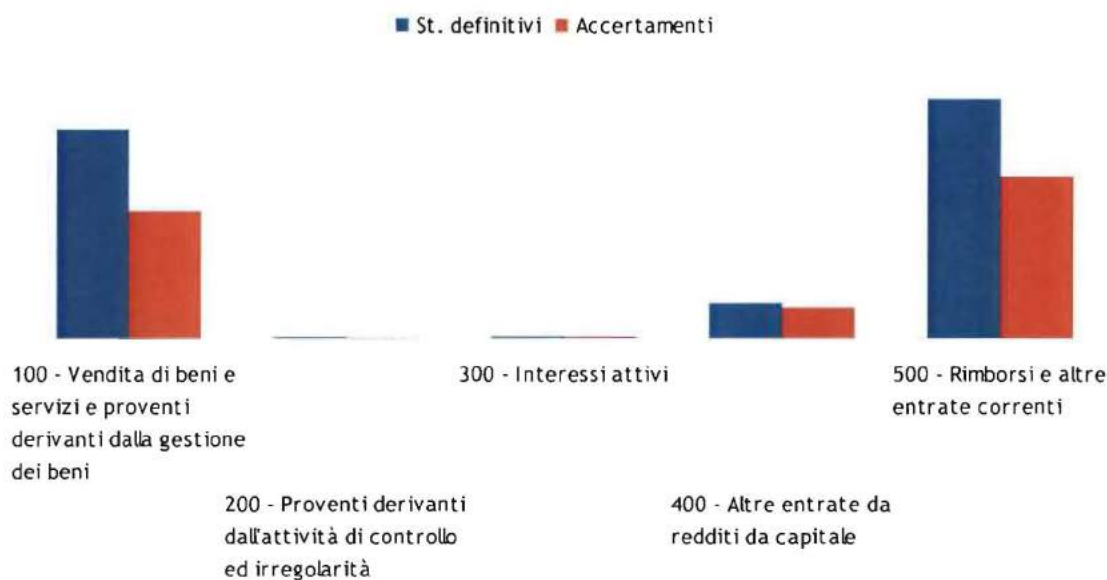 St. definitivi Accertamenti
100 - Vendita di beni e
servizi e proventi
derivanti dalla gestione
dei beni
200 - Proventi derivanti
dall'attività di controllo
ed irregolarità
300 - Interessi attivi
400 - Altre entrate da
redditi da capitale
500 - Rimborsi e altre
entrate correnti